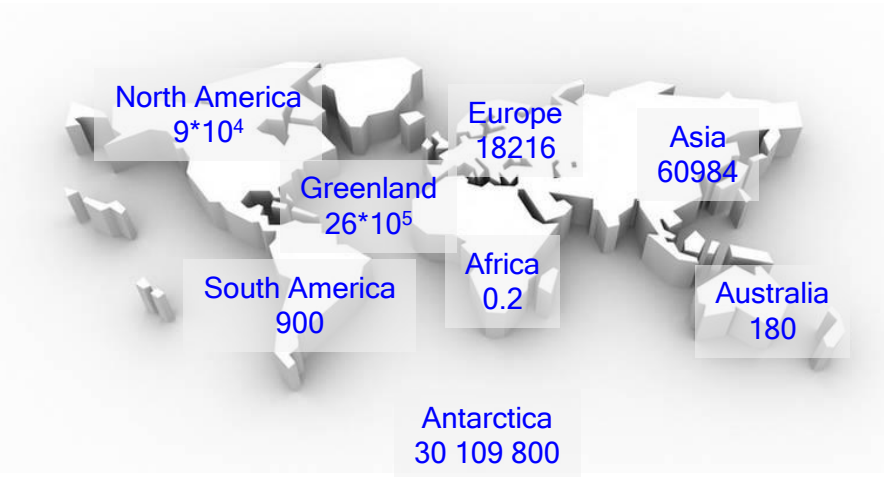 North America
9*10⁴
Europe
18216
Asia
60984
Greenland
26*10⁵
Africa
0.2
South America
900
Australia
180
Antarctica
30 109 800